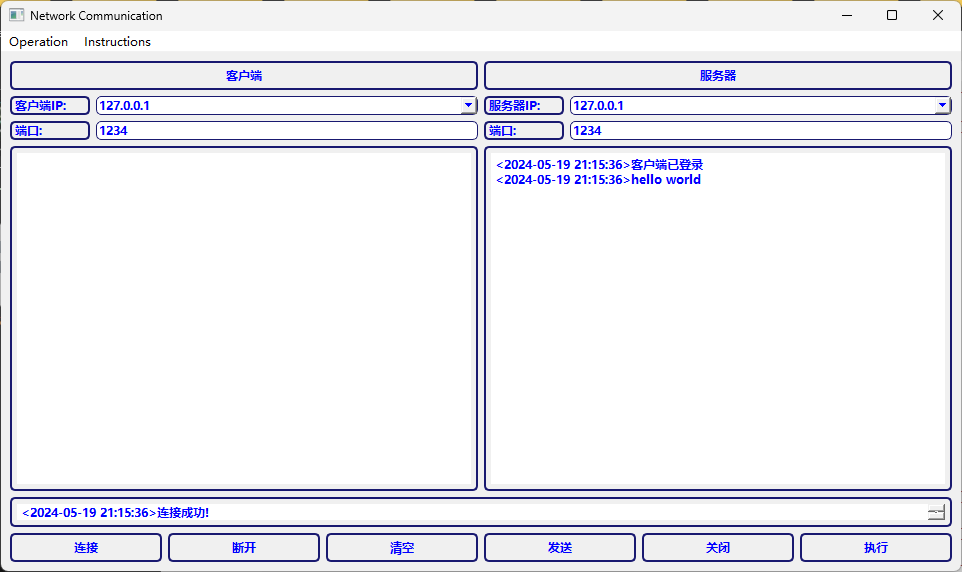 Network Communication
Operation Instructions
客户端 服务器
客户端IP: 127.0.0.1 服务器IP: 127.0.0.1
端口: 1234 端口: 1234
<2024-05-19 21:15:36>客户端已登录
<2024-05-19 21:15:36>hello world
<2024-05-19 21:15:36>连接成功!
连接 断开 清空 发送 关闭 执行